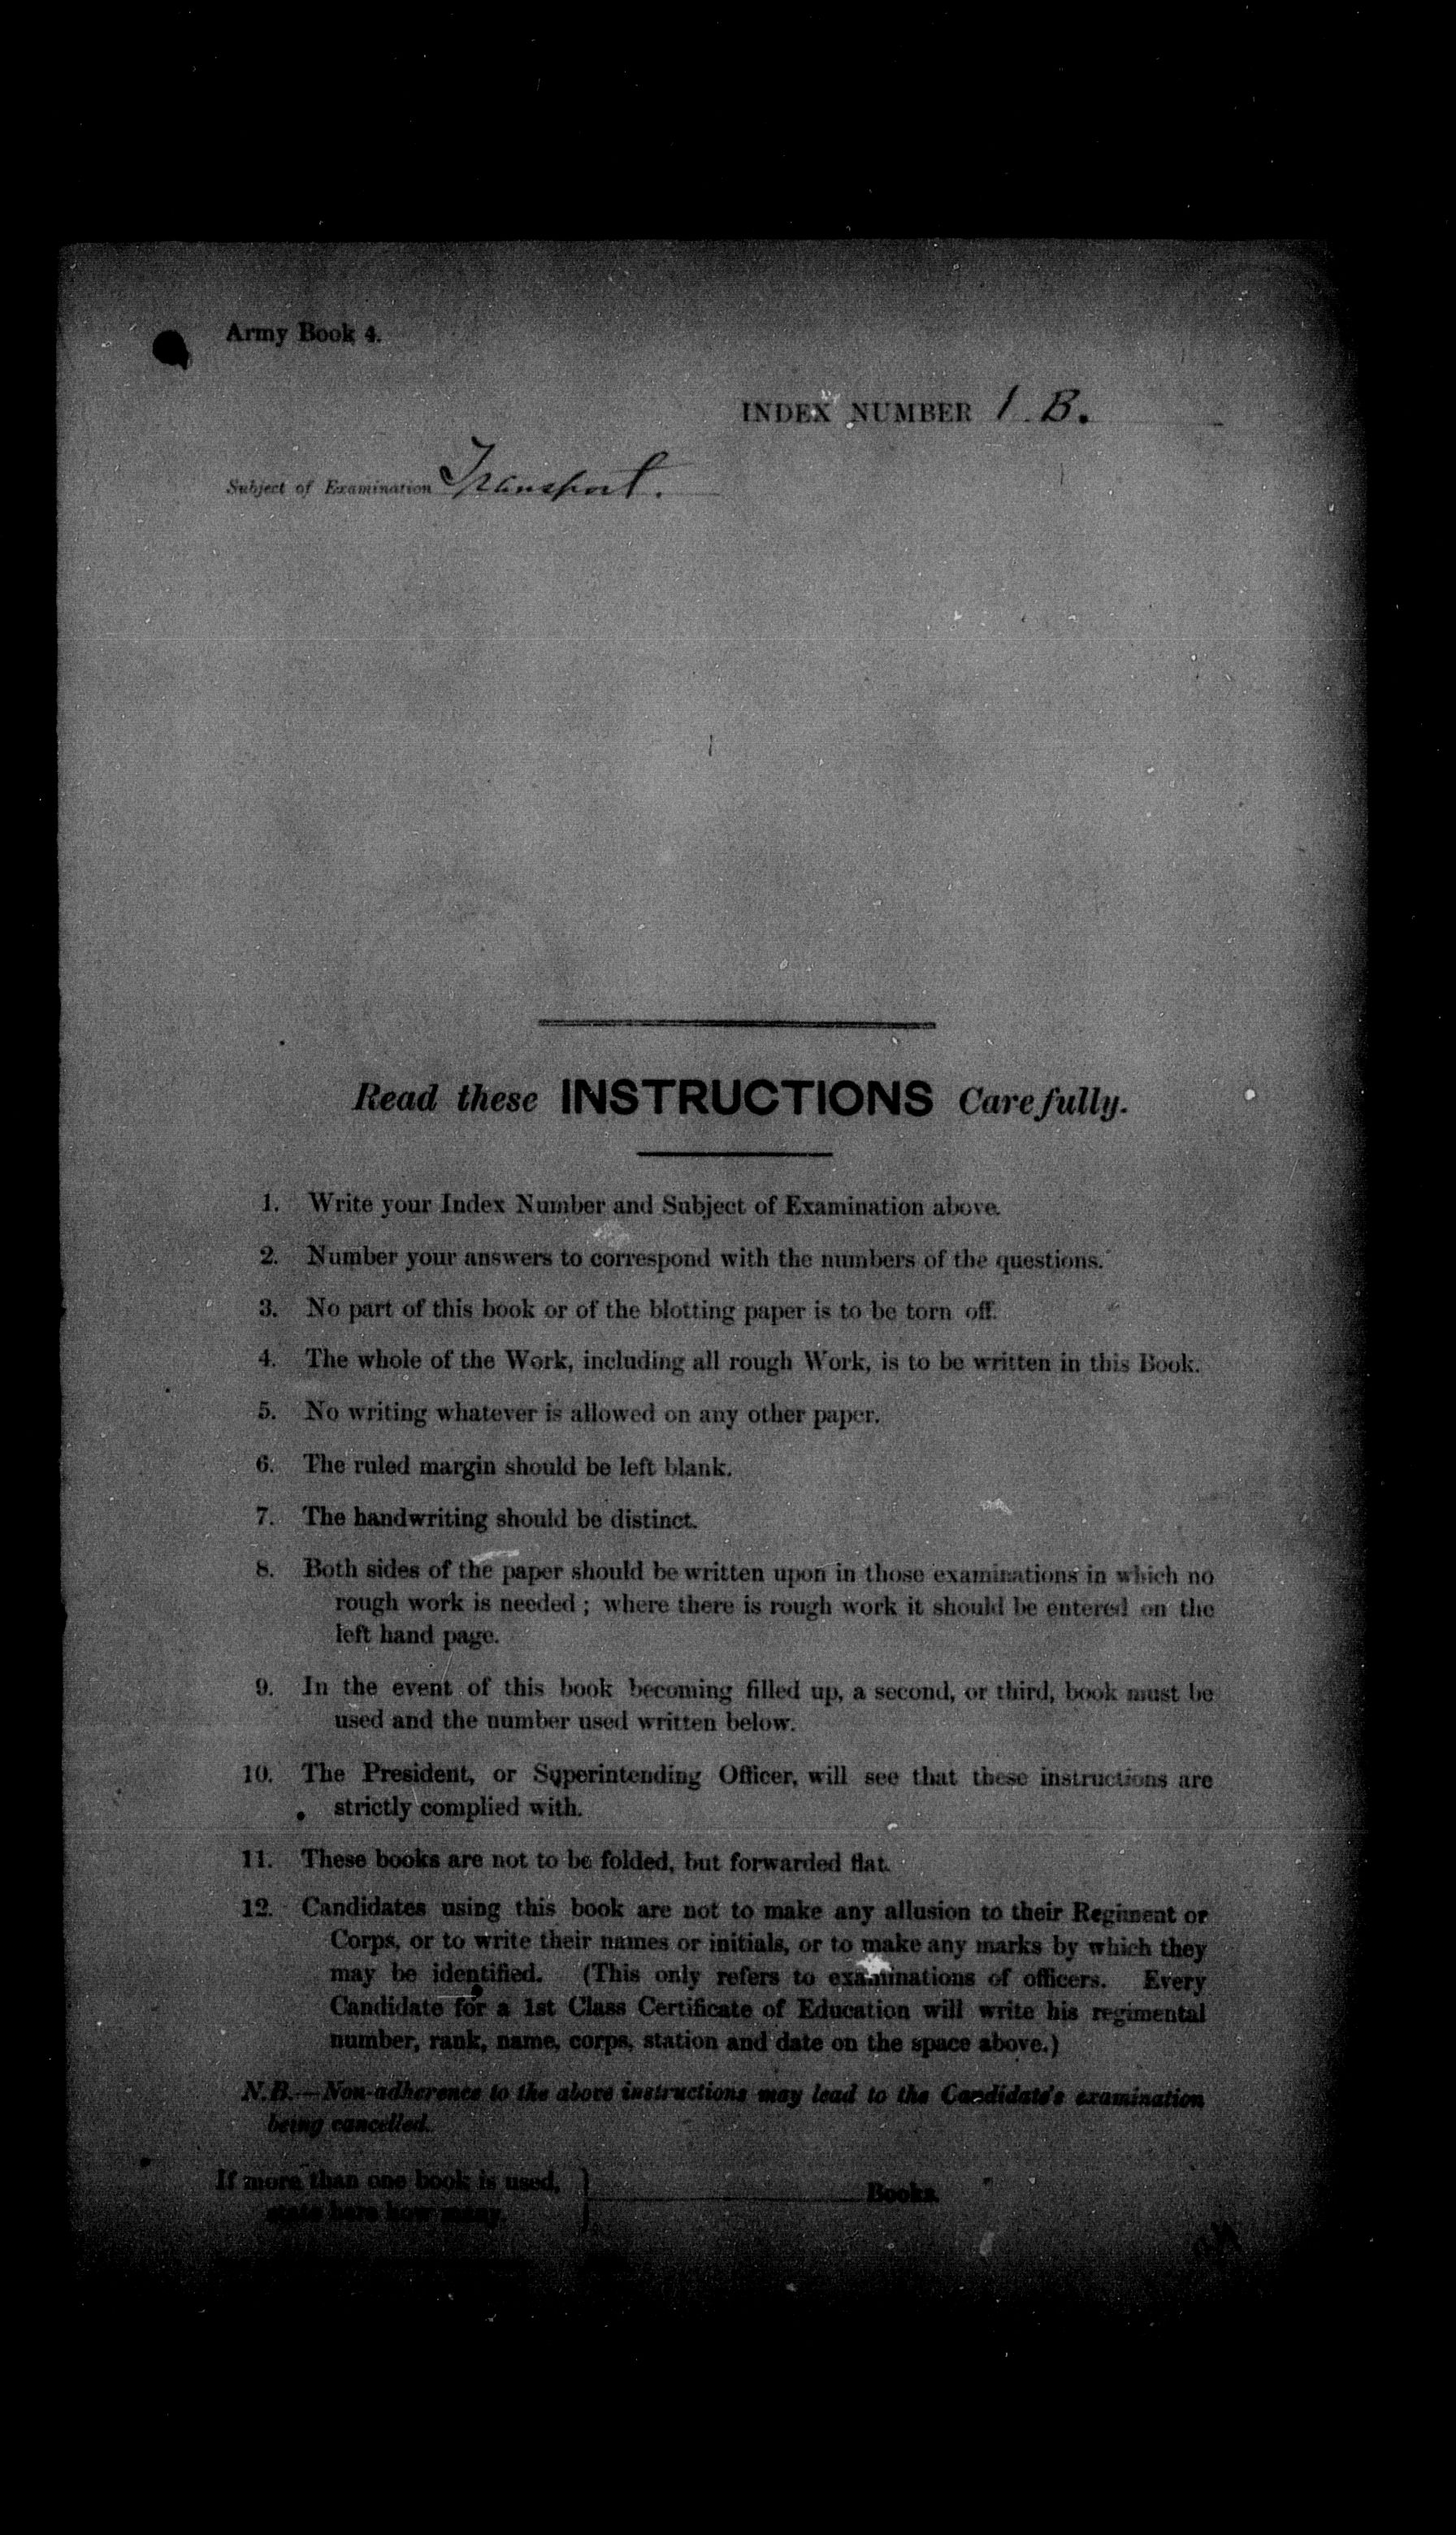 Army Book 4.
INDEX NUMBER 1 B.
Subject of Examination Transport.
Read these INSTRUCTIONS Carefully.
1. Write your Index Number and Subject of Examination above.
2. Number your answers to correspond with the numbers of the questions.
3. No part of this book or of the blotting paper is to be torn off.
4. The whole of the Work, including all rough Work, is to be written in this Book.
5. No writing whatever is allowed on any other paper.
6. The ruled margin should be left blank.
7. The handwriting should be distinct.
8. Both sides of the paper should be written upon in those examinations in which no
rough work is needed; where there is rough work it should be entered on the
left hand page.
9. In the event of this book becoming filled up, a second, or third, book must be
used and the number used written below.
10. The President, or Superintending Officer, will see that these instructions are
strictly complied with.
11. These books are not to be folded, but forwarded flat.
12. Candidates using this book are not to make any allusion to their Regiment or
Corps, or to write their names or initials, or to make any marks by which they
may be identified. (This only refers to examinations of officers. Every
Candidate for a 1st Class Certificate of Education will write his regimental
number, rank, name, corps, station and date on the space above.)
N.B.—Non-adherence to the above instructions may lead to the Candidate's examination
being cancelled.
If more than one book is used, } Books.
state here how many.